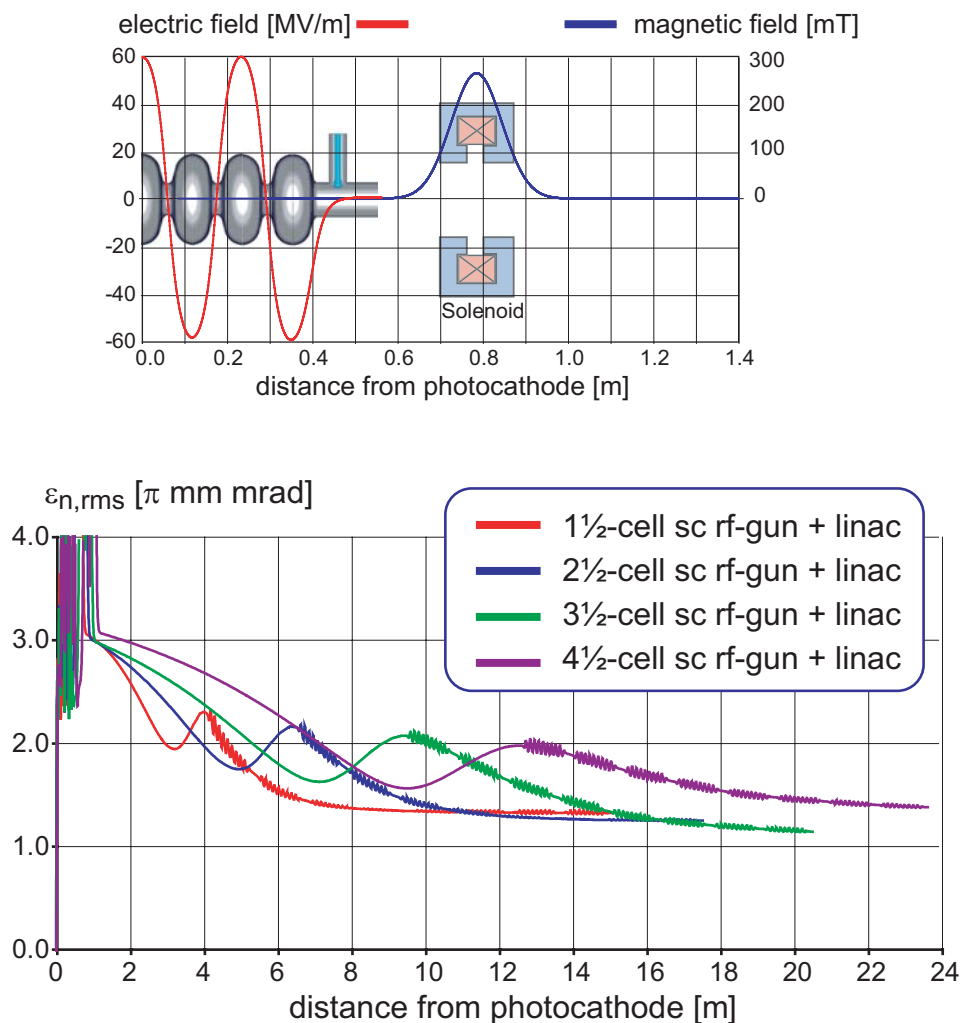 electric field [MV/m]
magnetic field [mT]
60
40
20
0
-20
-40
-60
300
200
100
0
Solenoid
0.0 0.2 0.4 0.6 0.8 1.0 1.2 1.4
distance from photocathode [m]
εn,rms [π mm mrad]
1½-cell sc rf-gun + linac
2½-cell sc rf-gun + linac
3½-cell sc rf-gun + linac
4½-cell sc rf-gun + linac
4.0
3.0
2.0
1.0
0.0
0 2 4 6 8 10 12 14 16 18 20 22 24
distance from photocathode [m]